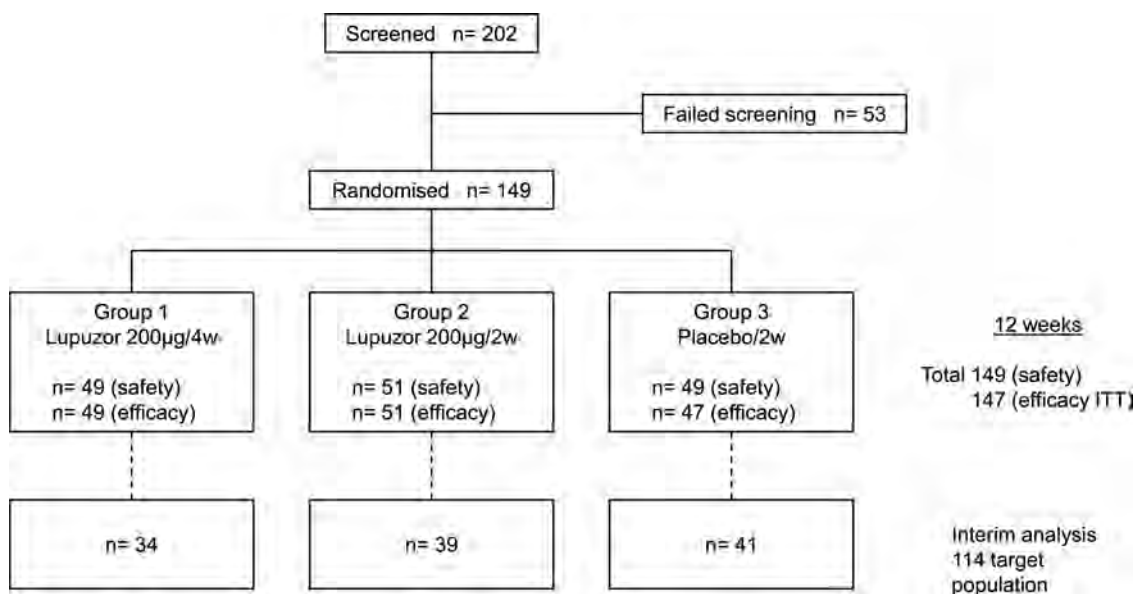 Screened n= 202
Failed screening n= 53
Randomised n= 149
Group 1
Lupuzor 200µg/4w
n= 49 (safety)
n= 49 (efficacy)
Group 2
Lupuzor 200µg/2w
n= 51 (safety)
n= 51 (efficacy)
Group 3
Placebo/2w
n= 49 (safety)
n= 47 (efficacy)
12 weeks
Total 149 (safety)
147 (efficacy ITT)
n= 34
n= 39
n= 41
Interim analysis
114 target
population